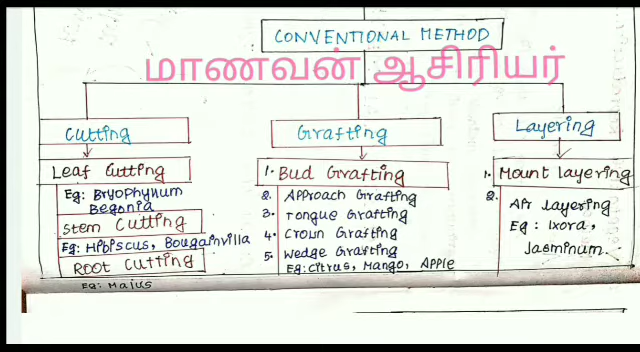 CONVENTIONAL METHOD
மாணவன் ஆசிரியர்
Cutting
Grafting
Layering
Leaf Cutting
Eg: Bryophynum
Begonia
Stem Cutting
Eg: Hibiscus, Bougainvilla
Root Cutting
Eg: Maius
1. Bud Grafting
2. Approach Grafting
3. Tongue Grafting
4. Crown Grafting
5. Wedge Grafting
Eg: Citrus, Mango, Apple
1. Mount layering
2. Air layering
Eg: Ixora,
Jasminum.